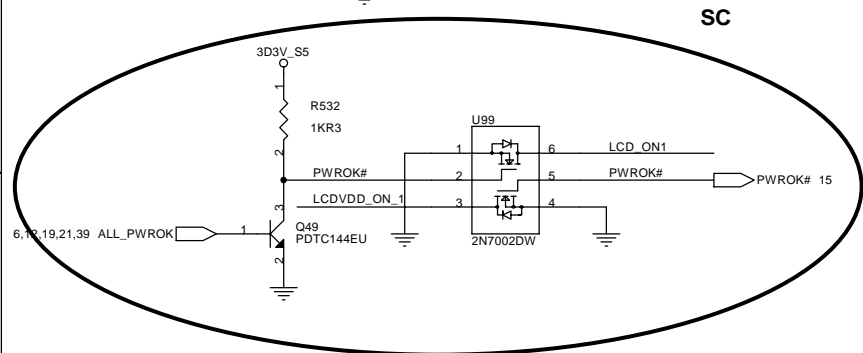 SC
3D3V_S5
1
R532
1KR3
2
U99
1
6
LCD_ON1
PWROK#
2
5
PWROK#
PWROK# 15
3
LCDVDD_ON_1
3
4
6,12,19,21,39 ALL_PWROK
1
Q49
PDTC144EU
2N7002DW
2